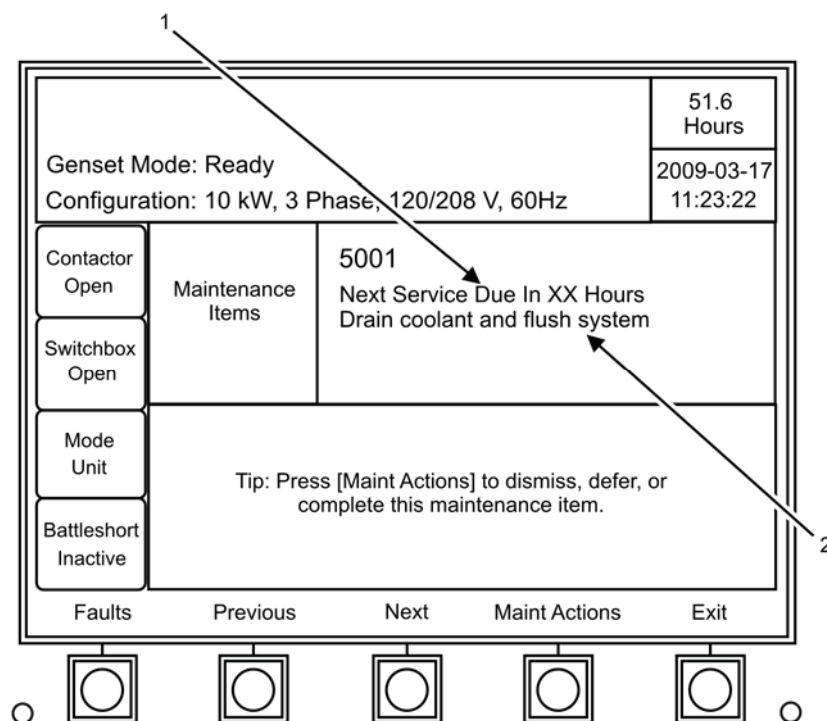 1
51.6
Hours
Genset Mode: Ready
Configuration: 10 kW, 3 Phase, 120/208 V, 60Hz
2009-03-17
11:23:22
Contactor
Open
Switchbox
Open
Mode
Unit
Battleshort
Inactive
Maintenance
Items
5001
Next Service Due In XX Hours
Drain coolant and flush system
Tip: Press [Maint Actions] to dismiss, defer, or
complete this maintenance item.
2
Faults Previous Next Maint Actions Exit